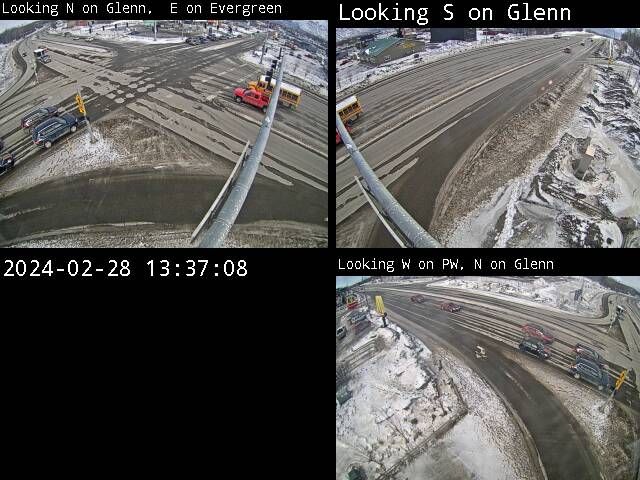 Looking N on Glenn,  E on Evergreen
Looking S on Glenn
2024-02-28 13:37:08
Looking W on PW, N on Glenn